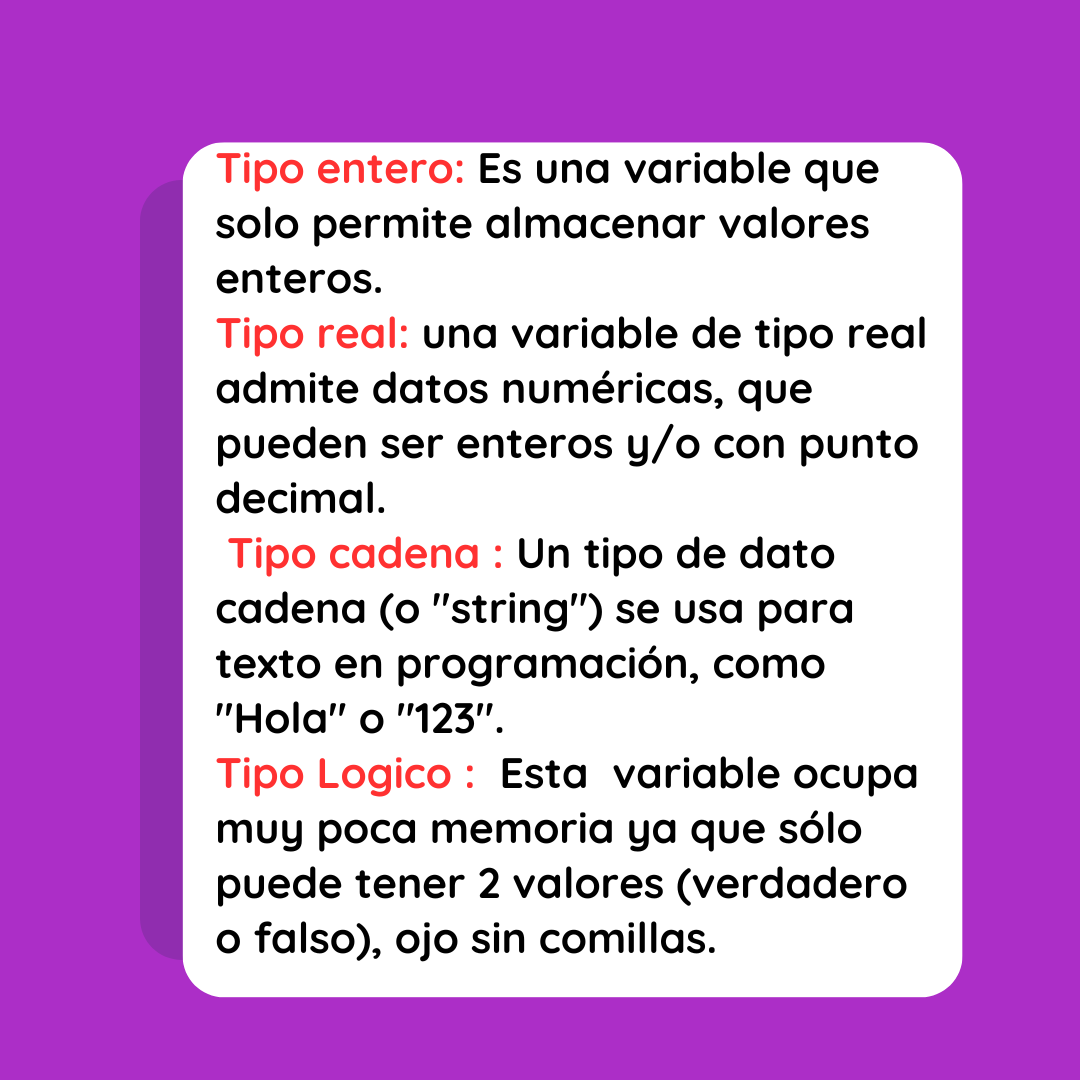 Tipo entero: Es una variable que
solo permite almacenar valores
enteros.
Tipo real: una variable de tipo real
admite datos numéricas, que
pueden ser enteros y/o con punto
decimal.
Tipo cadena : Un tipo de dato
cadena (o "string") se usa para
texto en programación, como
"Hola" o "123".
Tipo Logico :  Esta  variable ocupa
muy poca memoria ya que sólo
puede tener 2 valores (verdadero
o falso), ojo sin comillas.